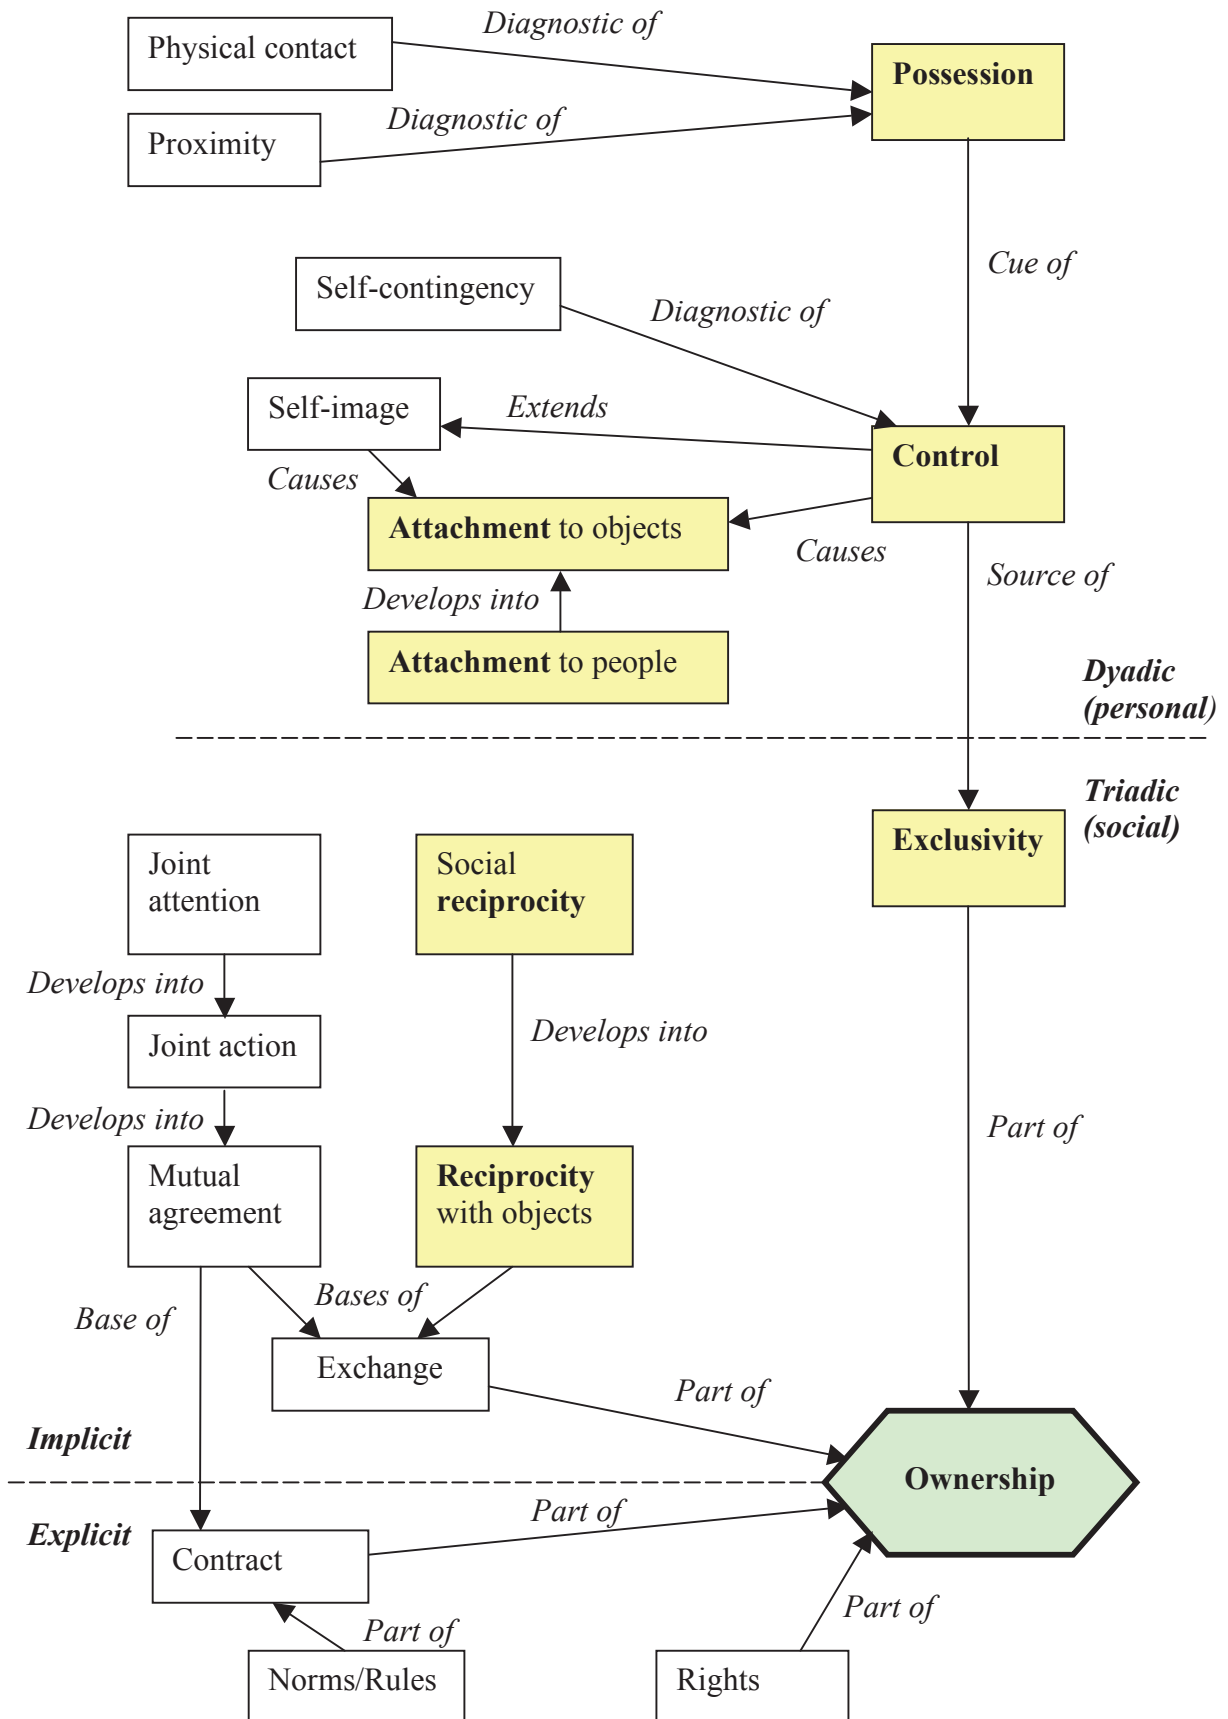 Diagnostic of
Physical contact
Possession
Diagnostic of
Proximity
Cue of
Self-contingency
Diagnostic of
Self-image
Extends
Control
Causes
Attachment to objects
Causes
Source of
Develops into
Attachment to people
Dyadic
(personal)
Triadic
(social)
Exclusivity
Joint
attention
Social
reciprocity
Develops into
Joint action
Develops into
Develops into
Part of
Mutual
agreement
Reciprocity
with objects
Bases of
Base of
Exchange
Part of
Implicit
Ownership
Explicit
Part of
Contract
Part of
Part of
Norms/Rules
Rights